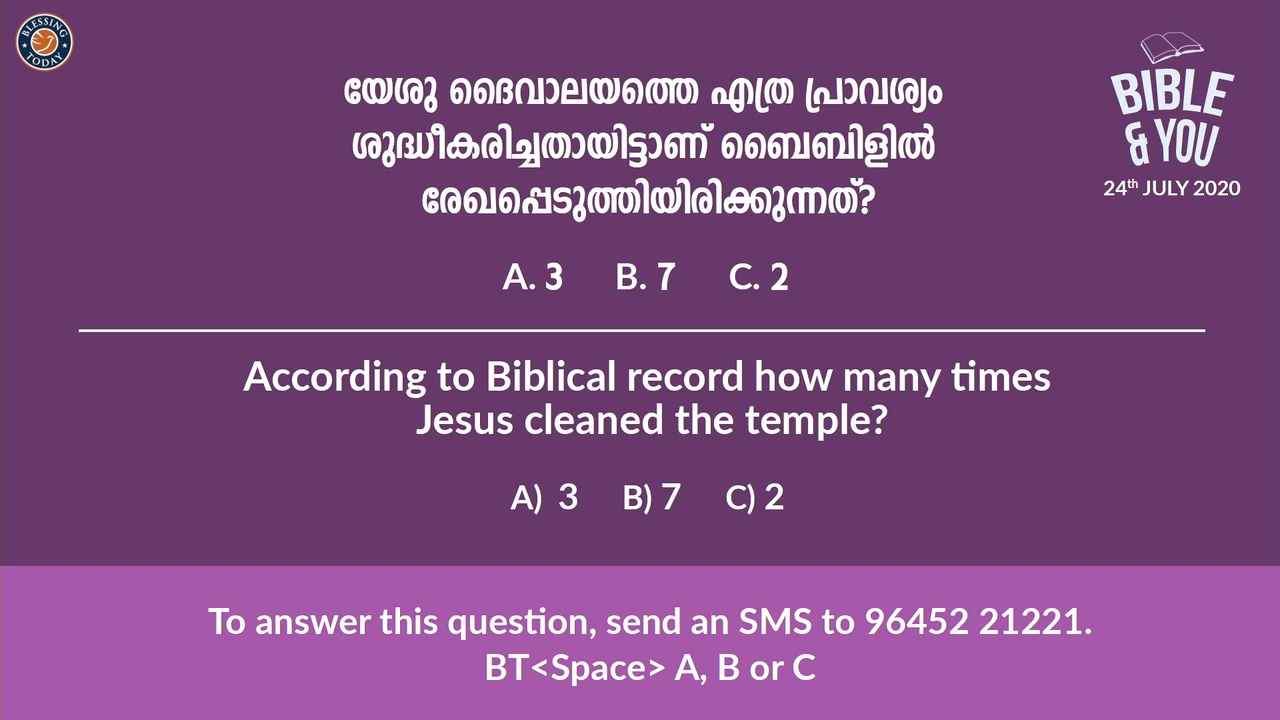 BLESSING
TODAY
BIBLE
& YOU
24th JULY 2020
യേശു ദൈവാലയത്തെ എത്ര പ്രാവശ്യം
ശുദ്ധീകരിച്ചതായിട്ടാണ് ബൈബിളിൽ
രേഖപ്പെടുത്തിയിരിക്കുന്നത്?
A. 3 B. 7 C. 2
According to Biblical record how many times
Jesus cleaned the temple?
A) 3 B) 7 C) 2
To answer this question, send an SMS to 96452 21221.
BT<Space> A, B or C